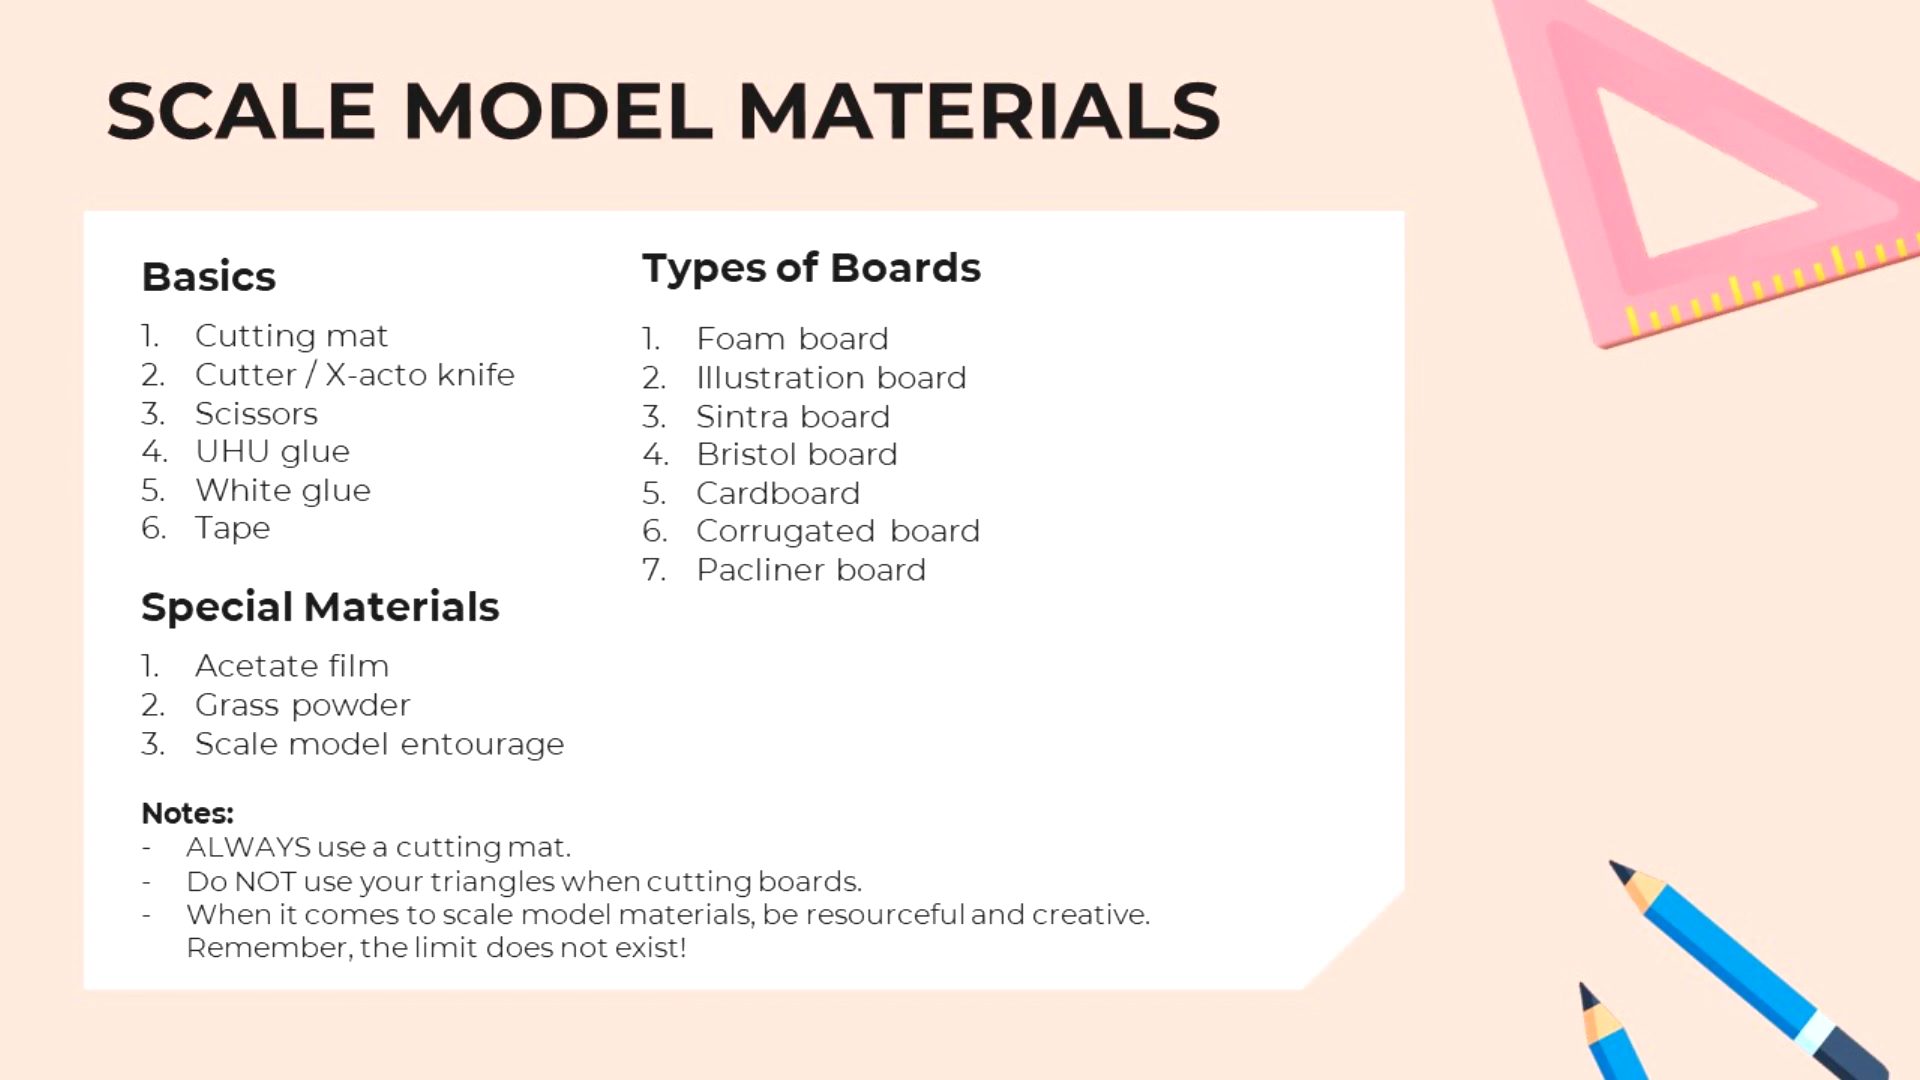 SCALE MODEL MATERIALS
Basics
1. Cutting mat
2. Cutter / X-acto knife
3. Scissors
4. UHU glue
5. White glue
6. Tape
Special Materials
1. Acetate film
2. Grass powder
3. Scale model entourage
Types of Boards
1. Foam board
2. Illustration board
3. Sintra board
4. Bristol board
5. Cardboard
6. Corrugated board
7. Pacliner board
Notes:
- ALWAYS use a cutting mat.
- Do NOT use your triangles when cutting boards.
- When it comes to scale model materials, be resourceful and creative.
Remember, the limit does not exist!